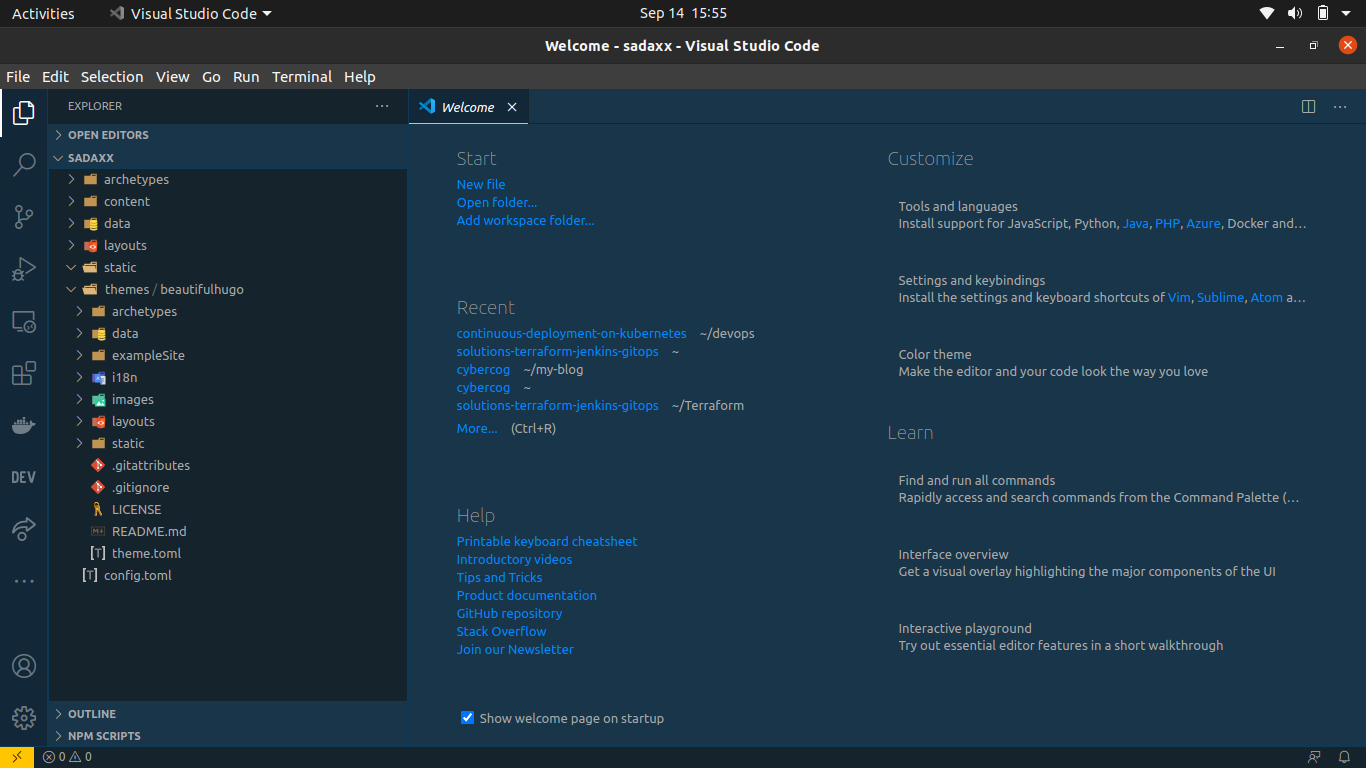 Activities Visual Studio Code Sep 14 15:55
Welcome - sadaxx - Visual Studio Code
File Edit Selection View Go Run Terminal Help
EXPLORER
OPEN EDITORS
SADAXX
archetypes
content
data
layouts
static
themes / beautifulhugo
archetypes
data
exampleSite
i18n
images
layouts
static
.gitattributes
.gitignore
LICENSE
README.md
theme.toml
config.toml
OUTLINE
NPM SCRIPTS
DEV
Welcome
Start
New file
Open folder...
Add workspace folder...
Recent
continuous-deployment-on-kubernetes ~/devops
solutions-terraform-jenkins-gitops ~
cybercog ~/my-blog
cybercog ~
solutions-terraform-jenkins-gitops ~/Terraform
More... (Ctrl+R)
Help
Printable keyboard cheatsheet
Introductory videos
Tips and Tricks
Product documentation
GitHub repository
Stack Overflow
Join our Newsletter
Show welcome page on startup
Customize
Tools and languages
Install support for JavaScript, Python, Java, PHP, Azure, Docker and…
Settings and keybindings
Install the settings and keyboard shortcuts of Vim, Sublime, Atom a…
Color theme
Make the editor and your code look the way you love
Learn
Find and run all commands
Rapidly access and search commands from the Command Palette (…
Interface overview
Get a visual overlay highlighting the major components of the UI
Interactive playground
Try out essential editor features in a short walkthrough
0 0